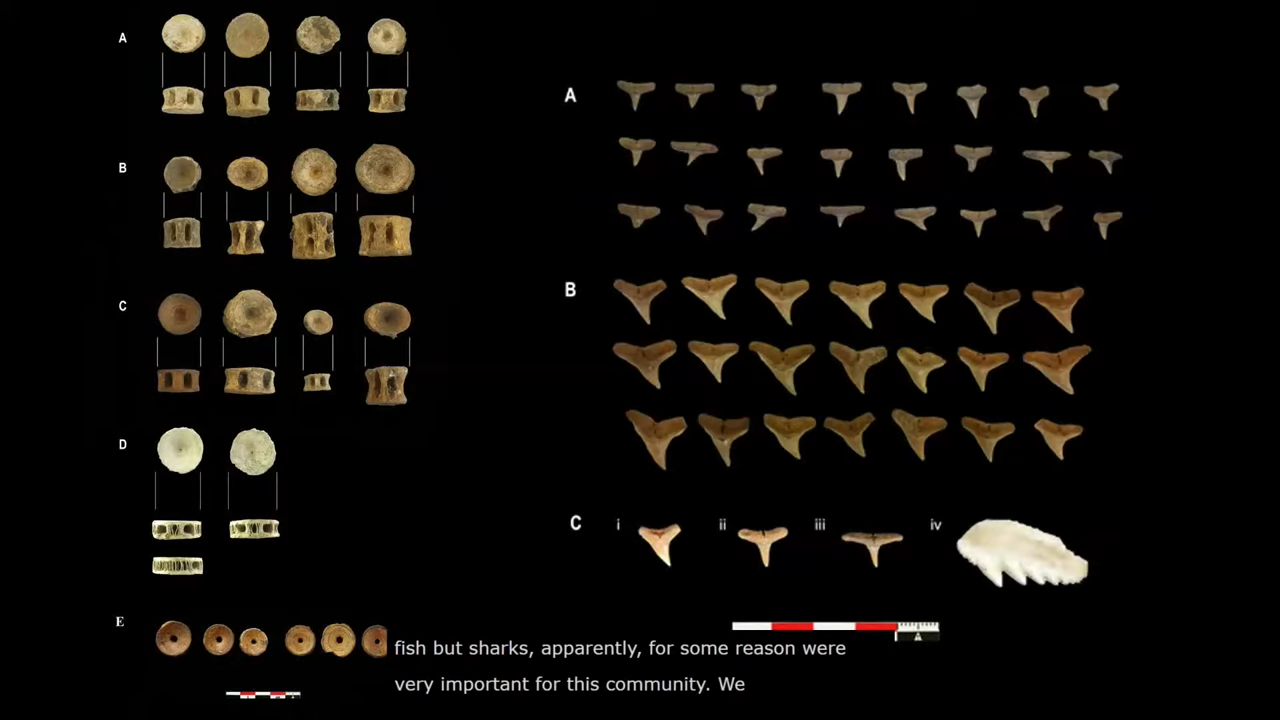 A
B
C
D
E
A
B
C i ii iii iv
fish but sharks, apparently, for some reason were
very important for this community. We